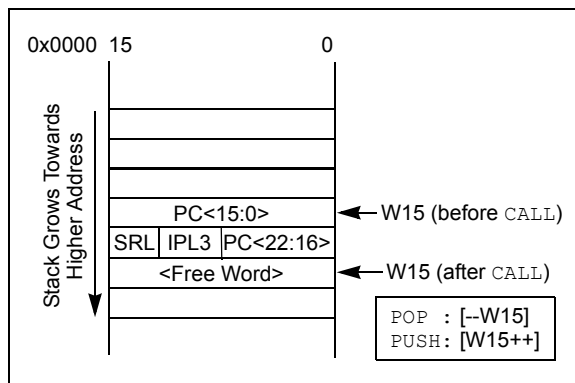 0x0000 15 0
Stack Grows Towards
Higher Address
PC<15:0>
W15 (before CALL)
SRL IPL3 PC<22:16>
<Free Word>
W15 (after CALL)
POP : [--W15]
PUSH: [W15++]